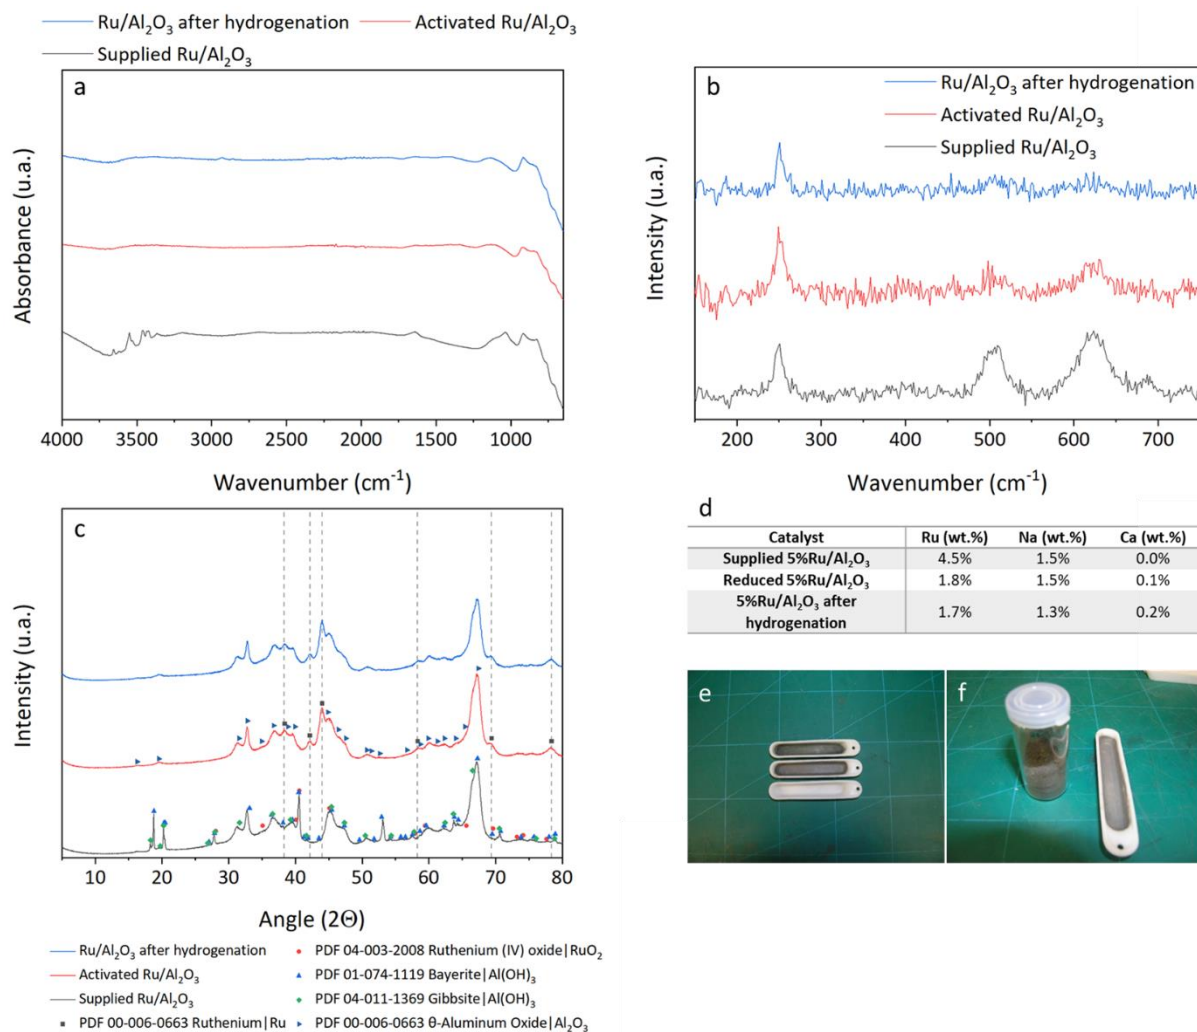 Ru/Al₂O₃ after hydrogenation
Activated Ru/Al₂O₃
Supplied Ru/Al₂O₃
a
Absorbance (u.a.)
4000 3500 3000 2500 2000 1500 1000
Wavenumber (cm⁻¹)
b
Ru/Al₂O₃ after hydrogenation
Activated Ru/Al₂O₃
Supplied Ru/Al₂O₃
Intensity (u.a.)
200 300 400 500 600 700
Wavenumber (cm⁻¹)
c
Intensity (u.a.)
10 20 30 40 50 60 70 80
Angle (2Θ)
Ru/Al₂O₃ after hydrogenation
Activated Ru/Al₂O₃
Supplied Ru/Al₂O₃
PDF 00-006-0663 Ruthenium|Ru
PDF 04-003-2008 Ruthenium (IV) oxide|RuO₂
PDF 01-074-1119 Bayerite|Al(OH)₃
PDF 04-011-1369 Gibbsite|Al(OH)₃
PDF 00-006-0663 θ-Aluminum Oxide|Al₂O₃
d
Catalyst Ru (wt.%) Na (wt.%) Ca (wt.%)
Supplied 5%Ru/Al₂O₃ 4.5% 1.5% 0.0%
Reduced 5%Ru/Al₂O₃ 1.8% 1.5% 0.1%
5%Ru/Al₂O₃ after
hydrogenation 1.7% 1.3% 0.2%
e
f